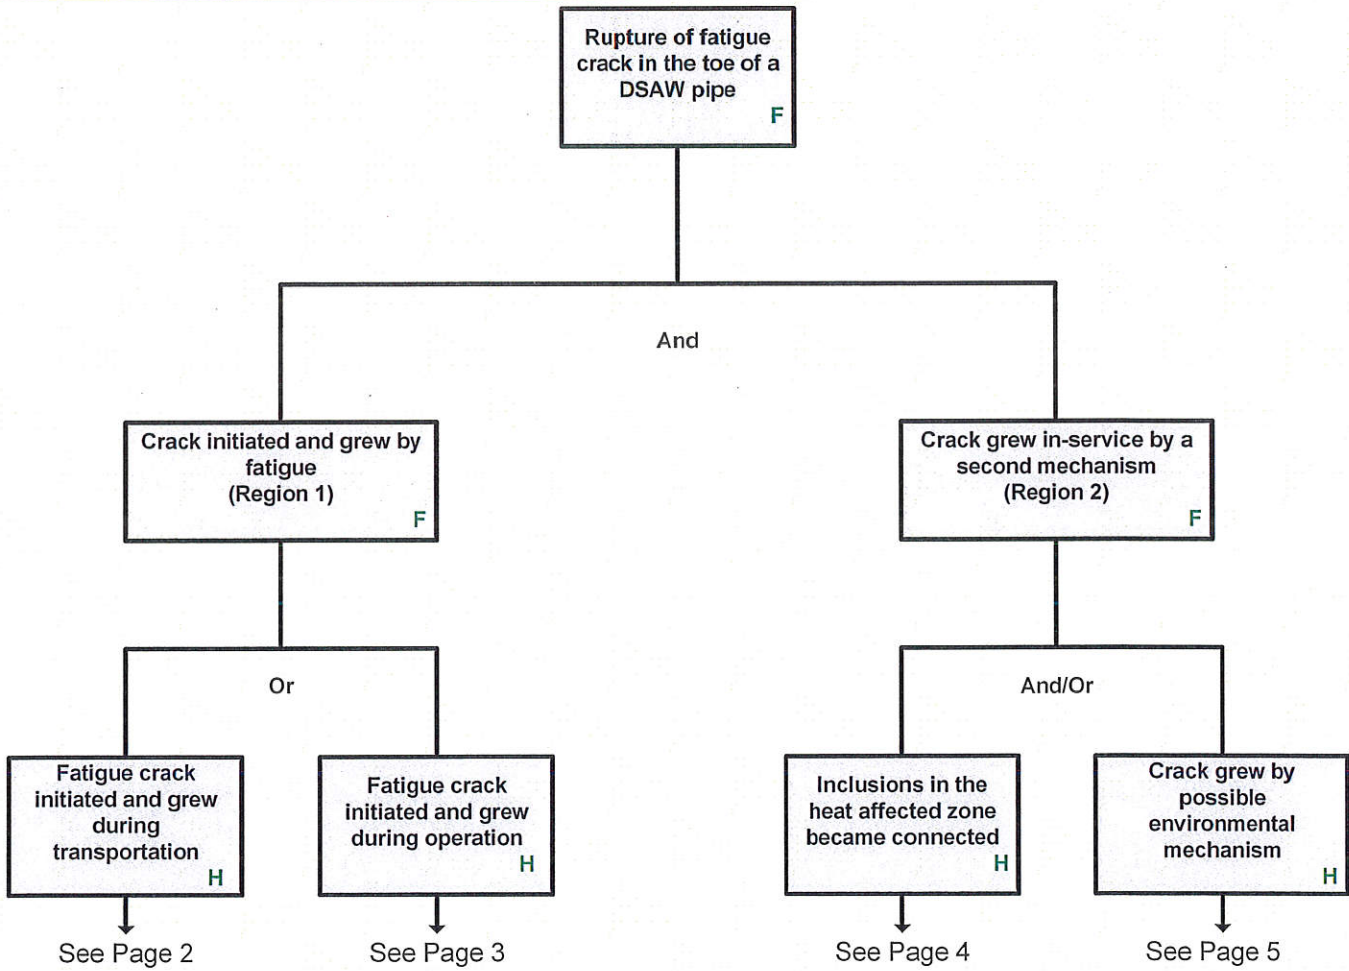 Rupture of fatigue
crack in the toe of a
DSAW pipe
F
And
Crack initiated and grew by
fatigue
(Region 1)
F
Crack grew in-service by a
second mechanism
(Region 2)
F
Or
And/Or
Fatigue crack
initiated and grew
during
transportation
H
Fatigue crack
initiated and grew
during operation
H
Inclusions in the
heat affected zone
became connected
H
Crack grew by
possible
environmental
mechanism
H
See Page 2
See Page 3
See Page 4
See Page 5